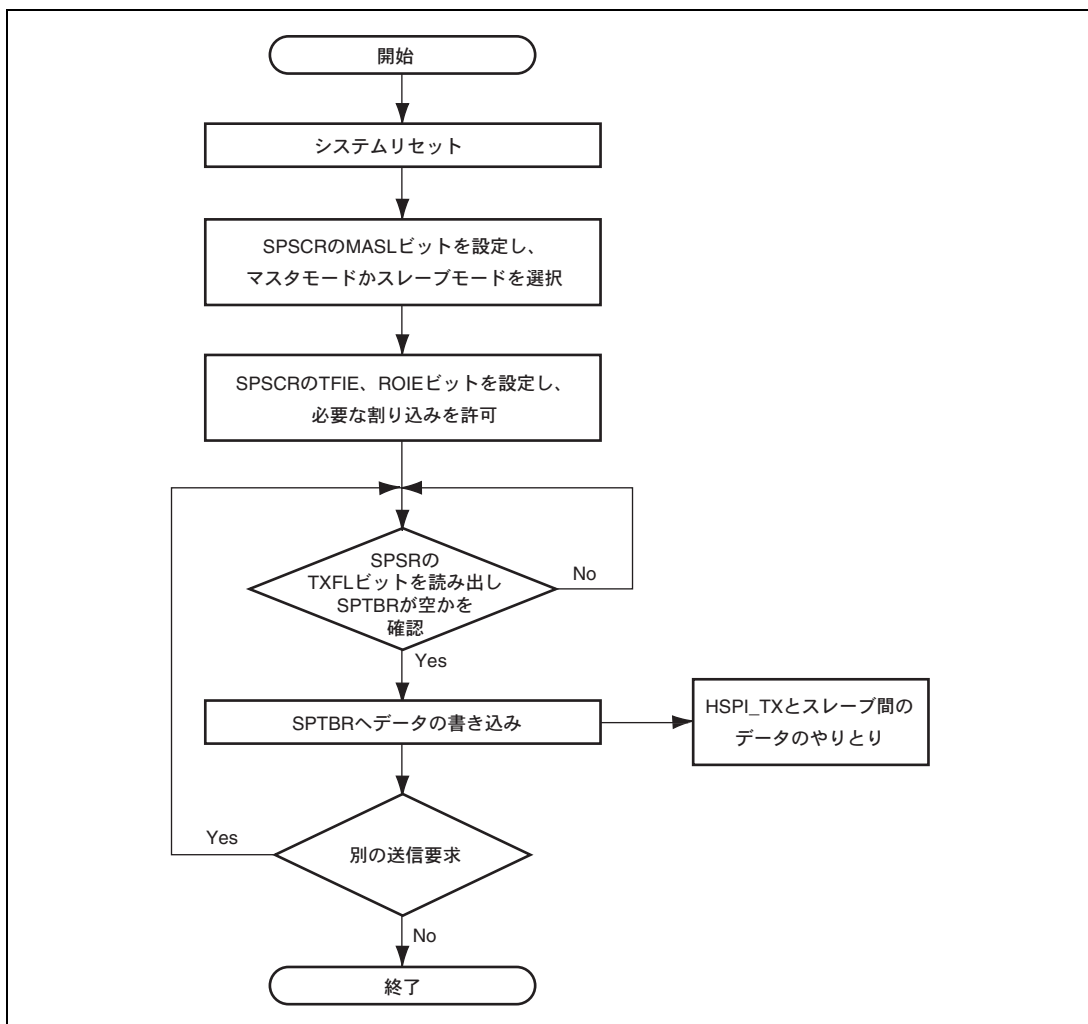 開始
システムリセット
SPSCRのMASLビットを設定し、
マスタモードかスレーブモードを選択
SPSCRのTFIE、ROIEビットを設定し、
必要な割り込みを許可
SPSRの
TXFLビットを読み出し
SPTBRが空かを
確認
No
Yes
SPTBRへデータの書き込み
HSPI_TXとスレーブ間の
データのやりとり
Yes
別の送信要求
No
終了